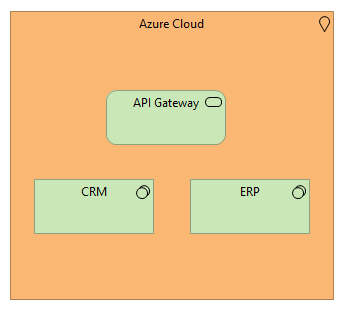 Azure Cloud
API Gateway
CRM
ERP